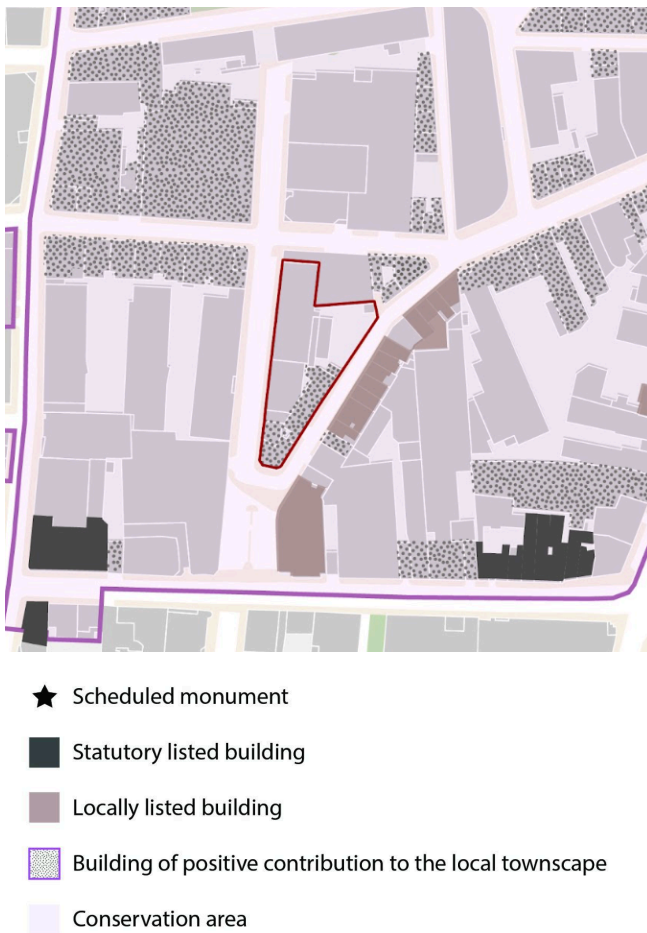 Scheduled monument
Statutory listed building
Locally listed building
Building of positive contribution to the local townscape
Conservation area